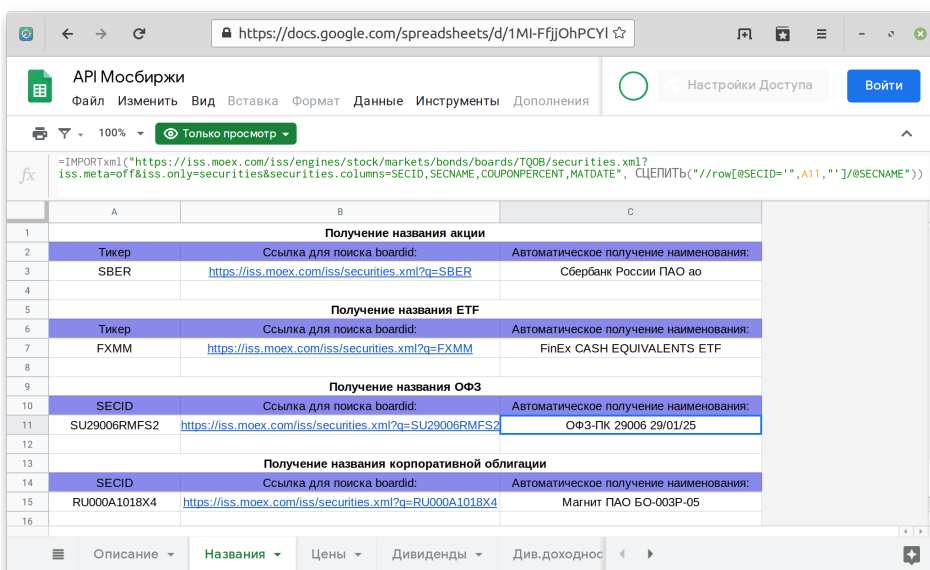 https://docs.google.com/spreadsheets/d/1MI-FfjjOhPCYl
API Мосбиржи
Файл Изменить Вид Вставка Формат Данные Инструменты Дополнения
Настройки Доступа
Войти
100% Только просмотр
fx
=IMPORTxml("https://iss.moex.com/iss/engines/stock/markets/bonds/boards/TQOB/securities.xml?
iss.meta=off&iss.only=securities&securities.columns=SECID,SECNAME,COUPONPERCENT,MATDATE", СЦЕПИТЬ("//row[@SECID='",A11,"']/@SECNAME"))
A B C
1 Получение названия акции
2 Тикер Ссылка для поиска boardid: Автоматическое получение наименования:
3 SBER https://iss.moex.com/iss/securities.xml?q=SBER Сбербанк России ПАО ао
4
5 Получение названия ETF
6 Тикер Ссылка для поиска boardid: Автоматическое получение наименования:
7 FXMM https://iss.moex.com/iss/securities.xml?q=FXMM FinEx CASH EQUIVALENTS ETF
8
9 Получение названия ОФЗ
10 SECID Ссылка для поиска boardid: Автоматическое получение наименования:
11 SU29006RMFS2 https://iss.moex.com/iss/securities.xml?q=SU29006RMFS2 ОФЗ-ПК 29006 29/01/25
12
13 Получение названия корпоративной облигации
14 SECID Ссылка для поиска boardid: Автоматическое получение наименования:
15 RU000A1018X4 https://iss.moex.com/iss/securities.xml?q=RU000A1018X4 Магнит ПАО БО-003P-05
16
Описание Названия Цены Дивиденды Див.доходнос